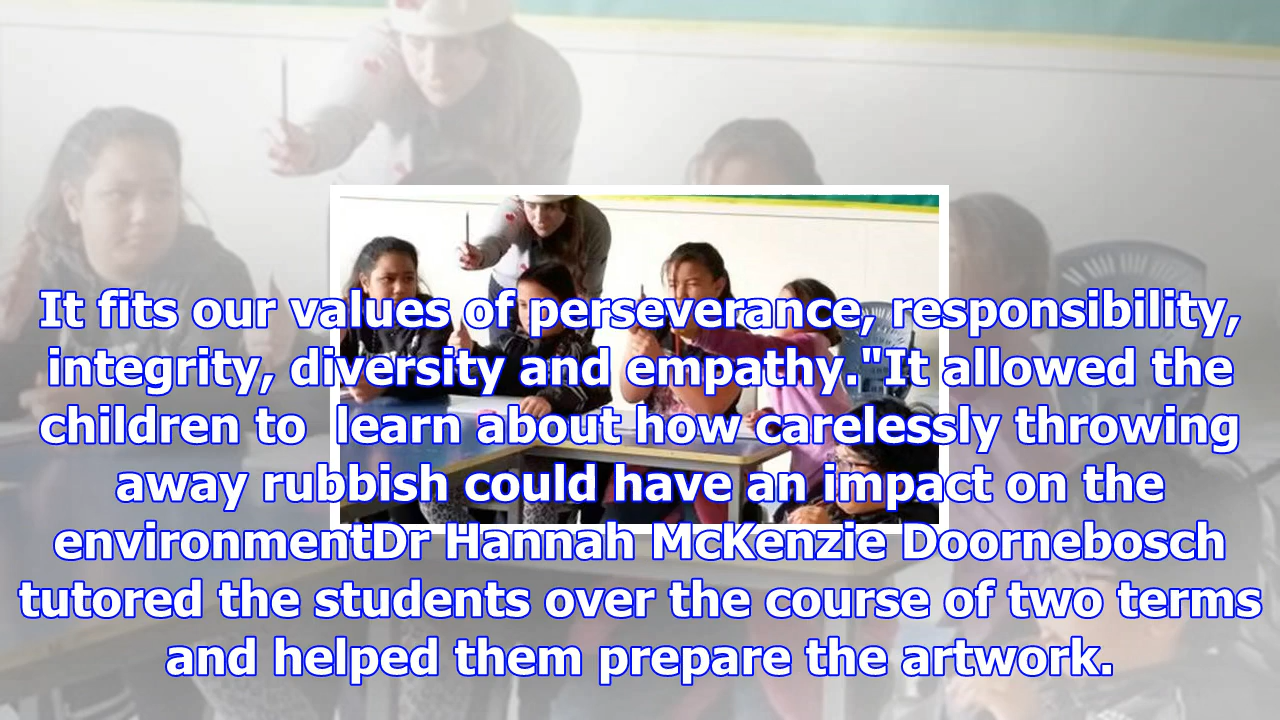 It fits our values of perseverance, responsibility,
integrity, diversity and empathy."It allowed the
children to  learn about how carelessly throwing
away rubbish could have an impact on the
environmentDr Hannah McKenzie Doornebosch
tutored the students over the course of two terms
and helped them prepare the artwork.